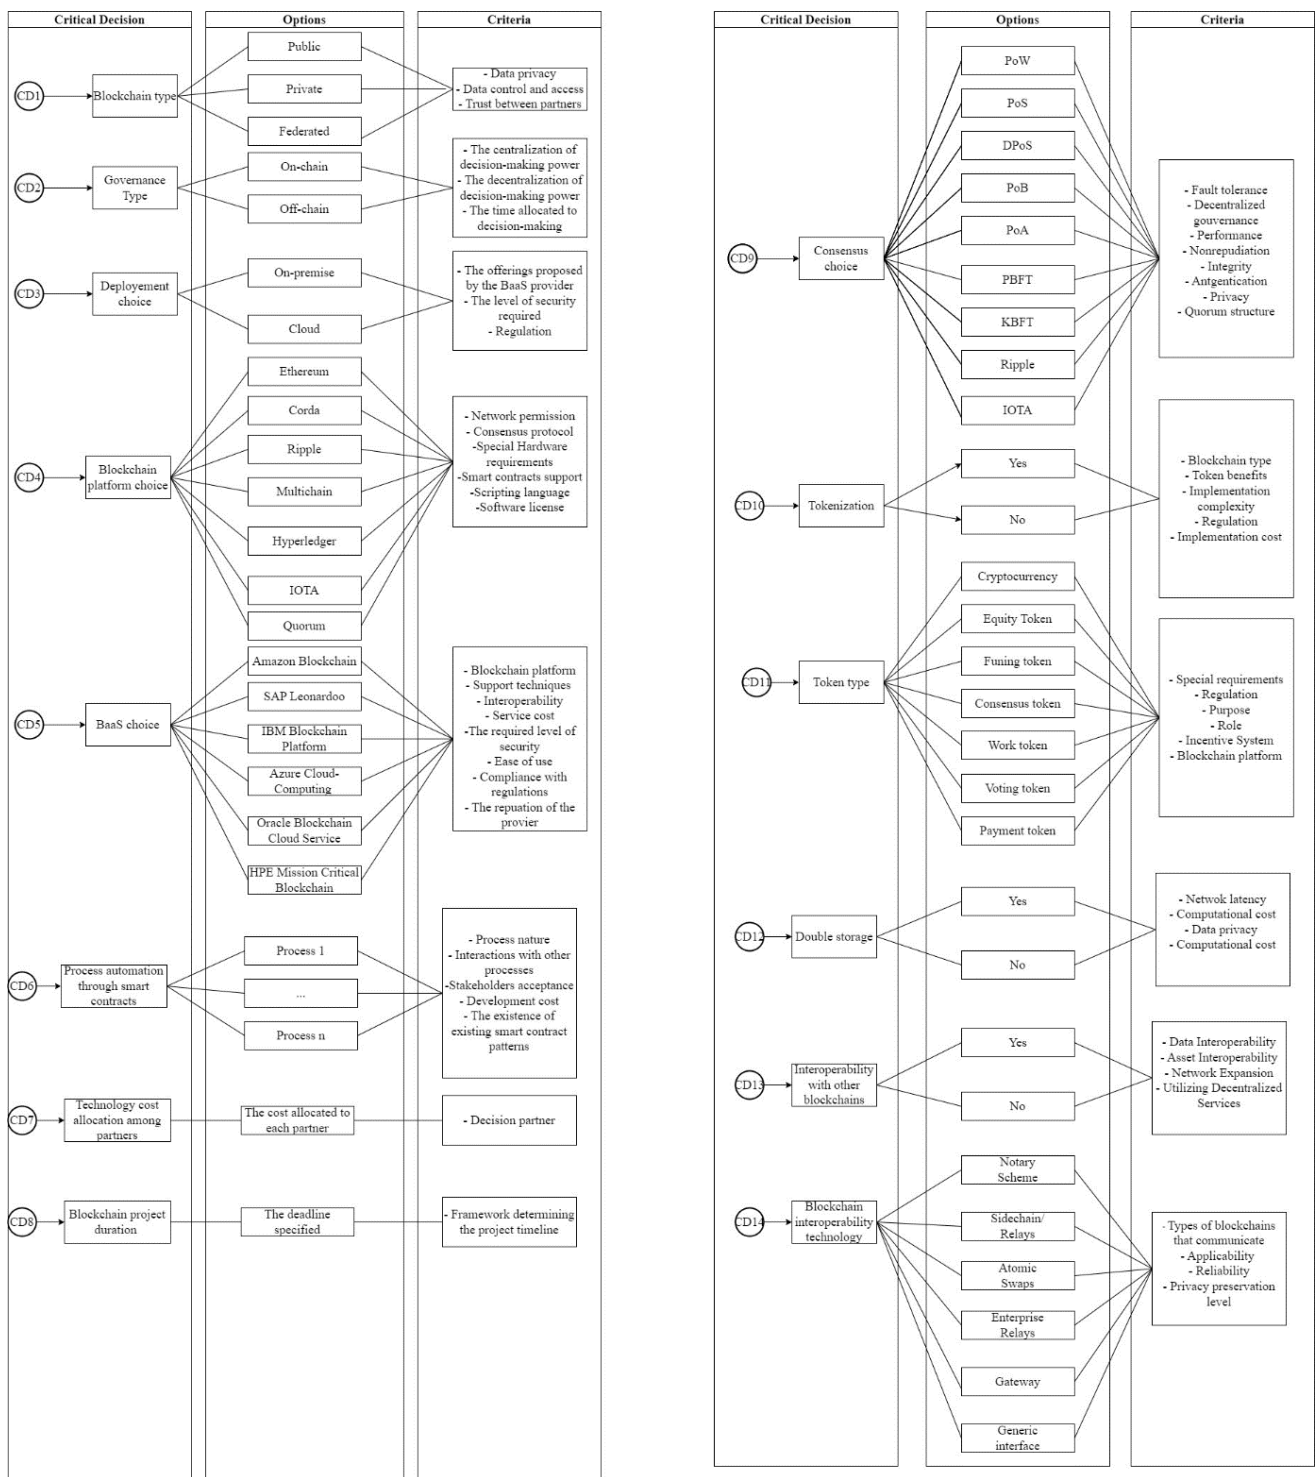 Critical Decision
Options
Criteria
CD1
Blockchain type
Public
Private
Federated
- Data privacy
- Data control and access
- Trust between partners
CD2
Governance
Type
On-chain
Off-chain
- The centralization of
decision-making power
- The decentralization of
decision-making power
- The time allocated to
decision-making
CD3
Deployement
choice
On-premise
Cloud
- The offerings proposed
by the BaaS provider
- The level of security
required
- Regulation
CD4
Blockchain
platform choice
Ethereum
Corda
Ripple
Multichain
Hyperledger
IOTA
Quorum
- Network permission
- Consensus protocol
-Special Hardware
requirements
-Smart contracts support
-Scripting language
-Software license
CD5
BaaS choice
Amazon Blockchain
SAP Leonardoo
IBM Blockchain
Platform
Azure Cloud-
Computing
Oracle Blockchain
Cloud Service
HPE Mission Critical
Blockchain
- Blockchain platform
- Support techniques
- Interoperability
- Service cost
-The required level of
security
- Ease of use
- Compliance with
regulations
- The repuation of the
provier
CD6
Process automation
through smart
contracts
Process 1
...
Process n
- Process nature
- Interactions with other
processes
-Stakeholders acceptance
- Development cost
- The existence of
existing smart contract
patterns
CD7
Technology cost
allocation among
partners
The cost allocated to
each partner
- Decision partner
CD8
Blockchain project
duration
The deadline
specified
- Framework determining
the project timeline
Critical Decision
Options
Criteria
CD9
Consensus
choice
PoW
PoS
DPoS
PoB
PoA
PBFT
KBFT
Ripple
IOTA
- Fault tolerance
- Decentralized
gouvernance
- Performance
- Nonrepudiation
- Integrity
- Antgentication
- Privacy
- Quorum structure
CD10
Tokenization
Yes
No
- Blockchain type
- Token benefits
- Implementation
complexity
- Regulation
- Implementation cost
CD11
Token type
Cryptocurrency
Equity Token
Funing token
Consensus token
Work token
Voting token
Payment token
- Special requirements
- Regulation
- Purpose
- Role
- Incentive System
- Blockchain platform
CD12
Double storage
Yes
No
- Netwok latency
- Computational cost
- Data privacy
- Computational cost
CD13
Interoperability
with other
blockchains
Yes
No
- Data Interoperability
- Asset Interoperability
- Network Expansion
- Utilizing Decentralized
Services
CD14
Blockchain
interoperability
technology
Notary
Scheme
Sidechain/
Relays
Atomic
Swaps
Enterprise
Relays
Gateway
Generic
interface
- Types of blockchains
that communicate
- Applicability
- Reliability
- Privacy preservation
level